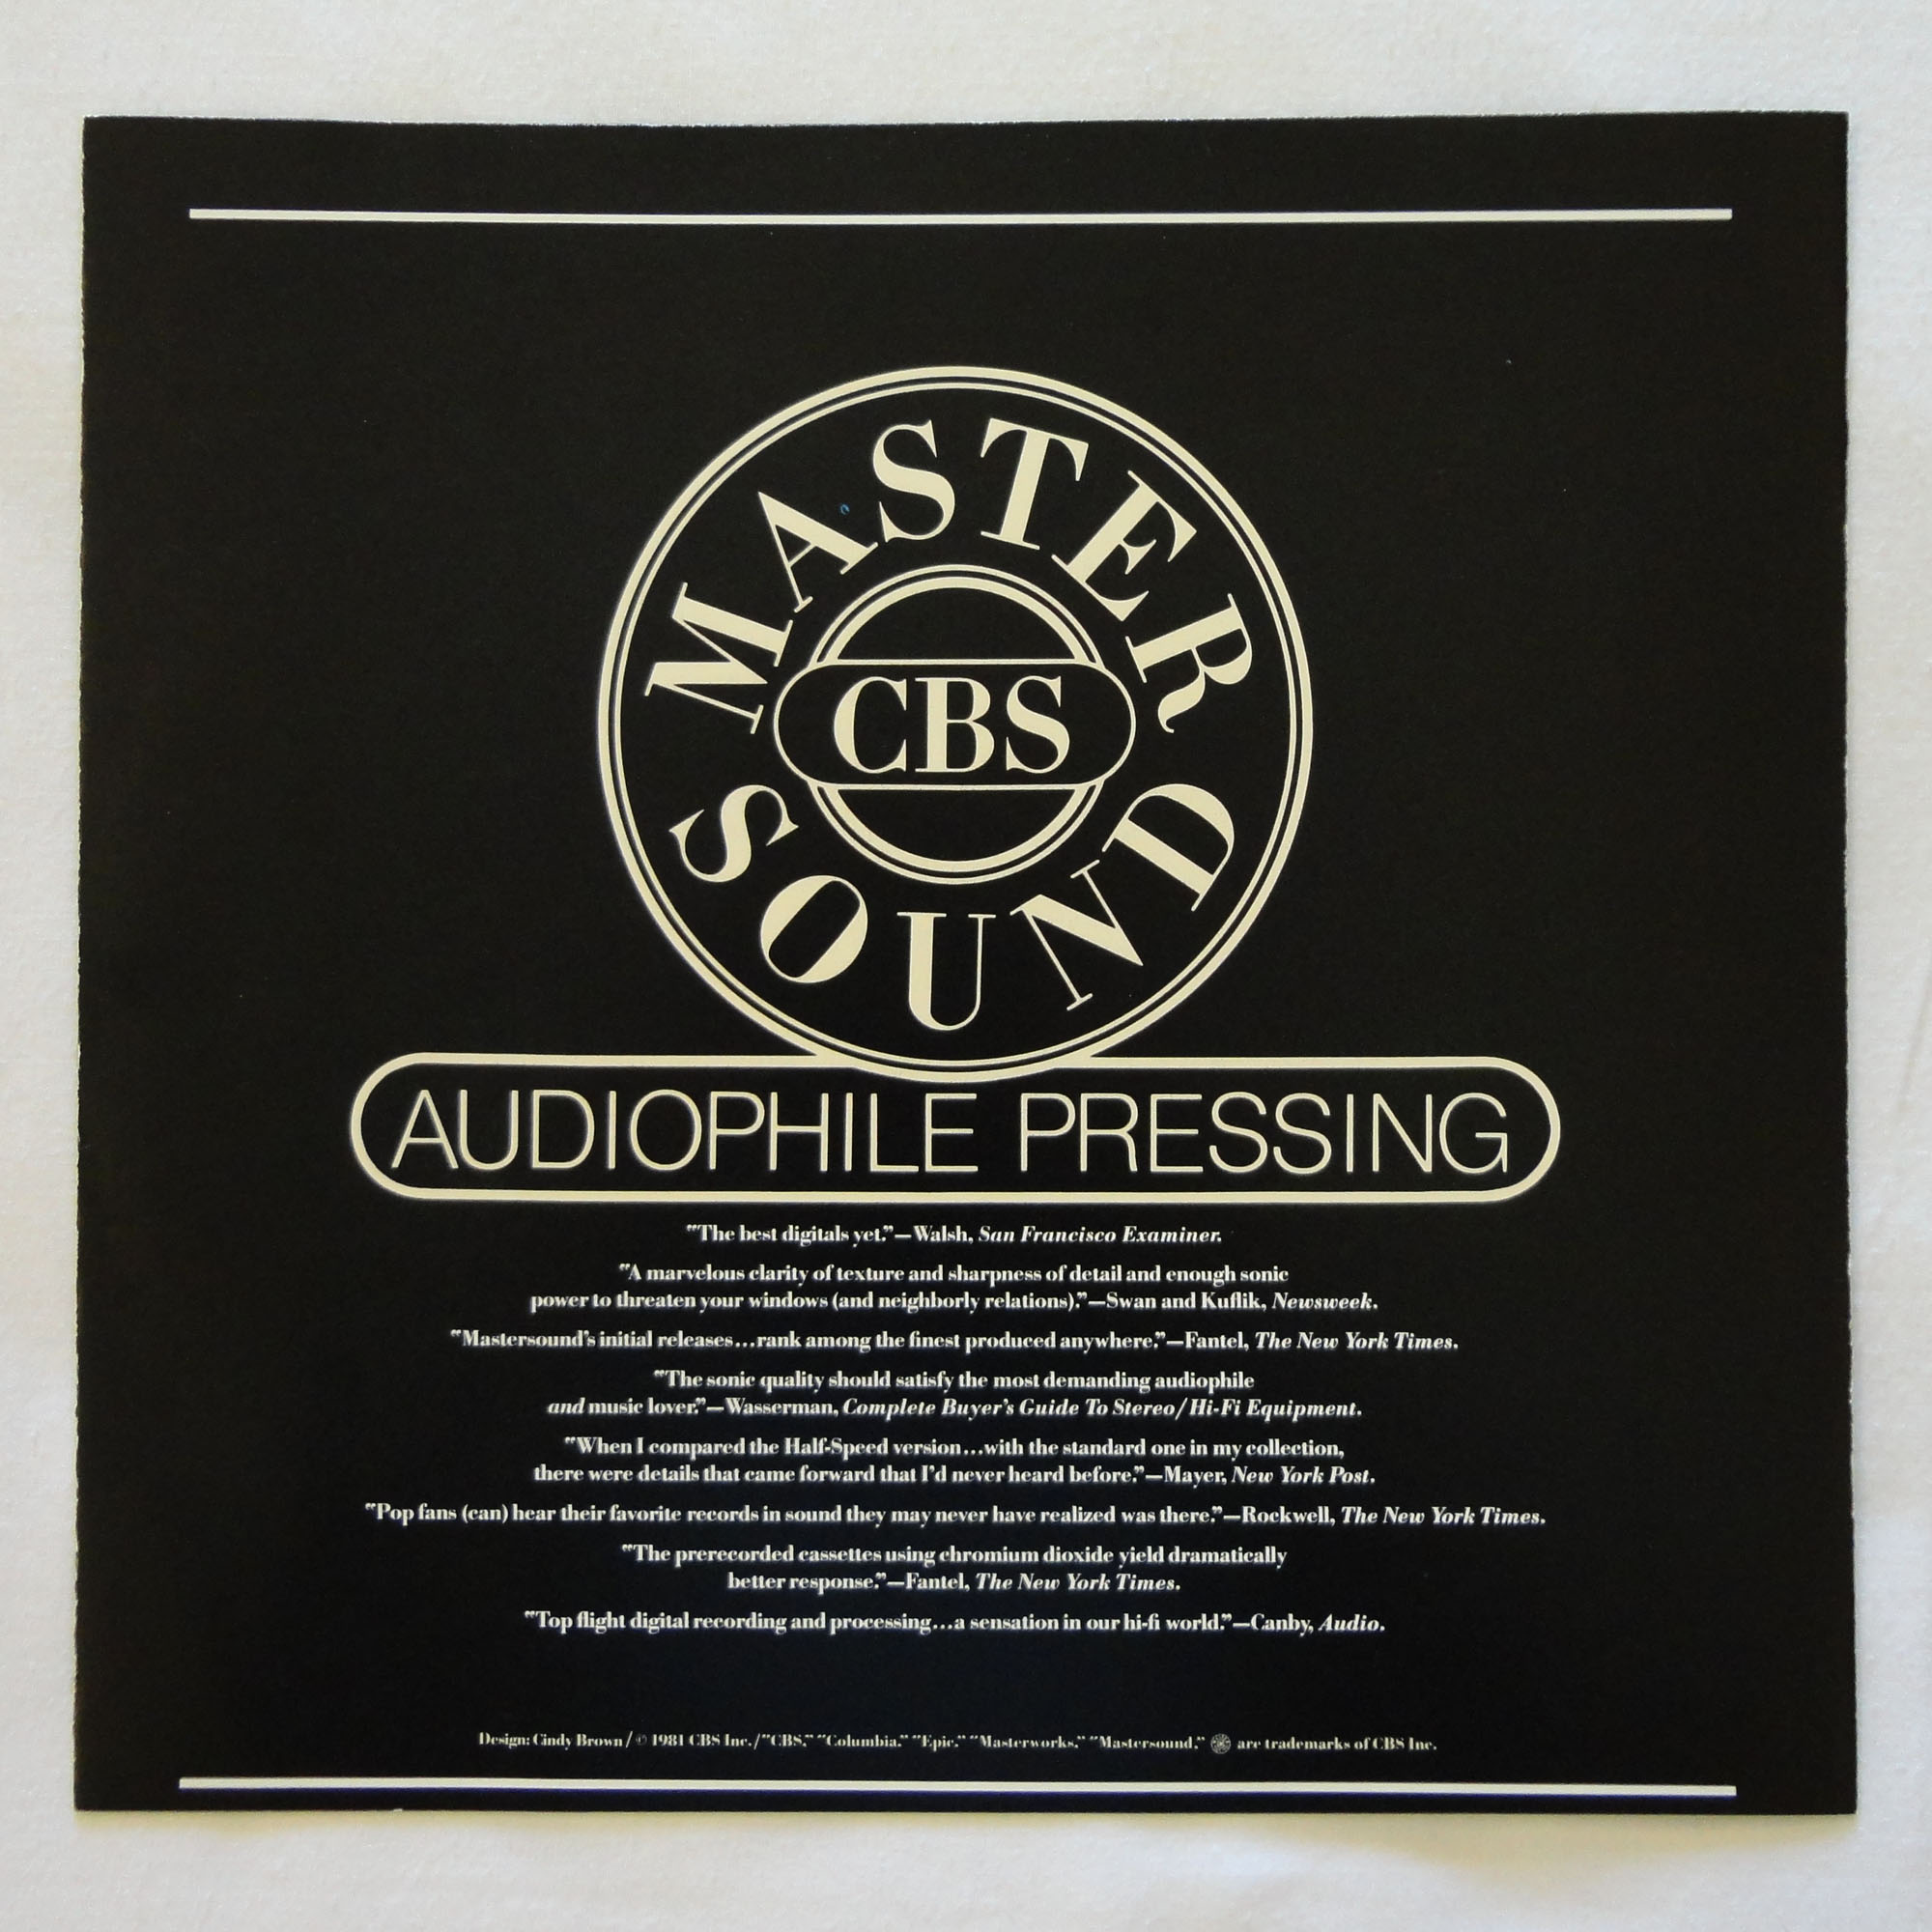 MASTER
CBS
SOUND
AUDIOPHILE PRESSING
"The best digitals yet."—Walsh, San Francisco Examiner.
"A marvelous clarity of texture and sharpness of detail and enough sonic
power to threaten your windows (and neighborly relations)."—Swan and Kuflik, Newsweek.
"Mastersound's initial releases...rank among the finest produced anywhere."—Fantel, The New York Times.
"The sonic quality should satisfy the most demanding audiophile
and music lover."—Wasserman, Complete Buyer's Guide To Stereo/Hi-Fi Equipment.
"When I compared the Half-Speed version...with the standard one in my collection,
there were details that came forward that I'd never heard before."—Mayer, New York Post.
"Pop fans (can) hear their favorite records in sound they may never have realized was there."—Rockwell, The New York Times.
"The prerecorded cassettes using chromium dioxide yield dramatically
better response."—Fantel, The New York Times.
"Top flight digital recording and processing...a sensation in our hi-fi world."—Canby, Audio.
Design: Cindy Brown/© 1981 CBS Inc./"CBS," "Columbia," "Epic," "Masterworks," "Mastersound," are trademarks of CBS Inc.